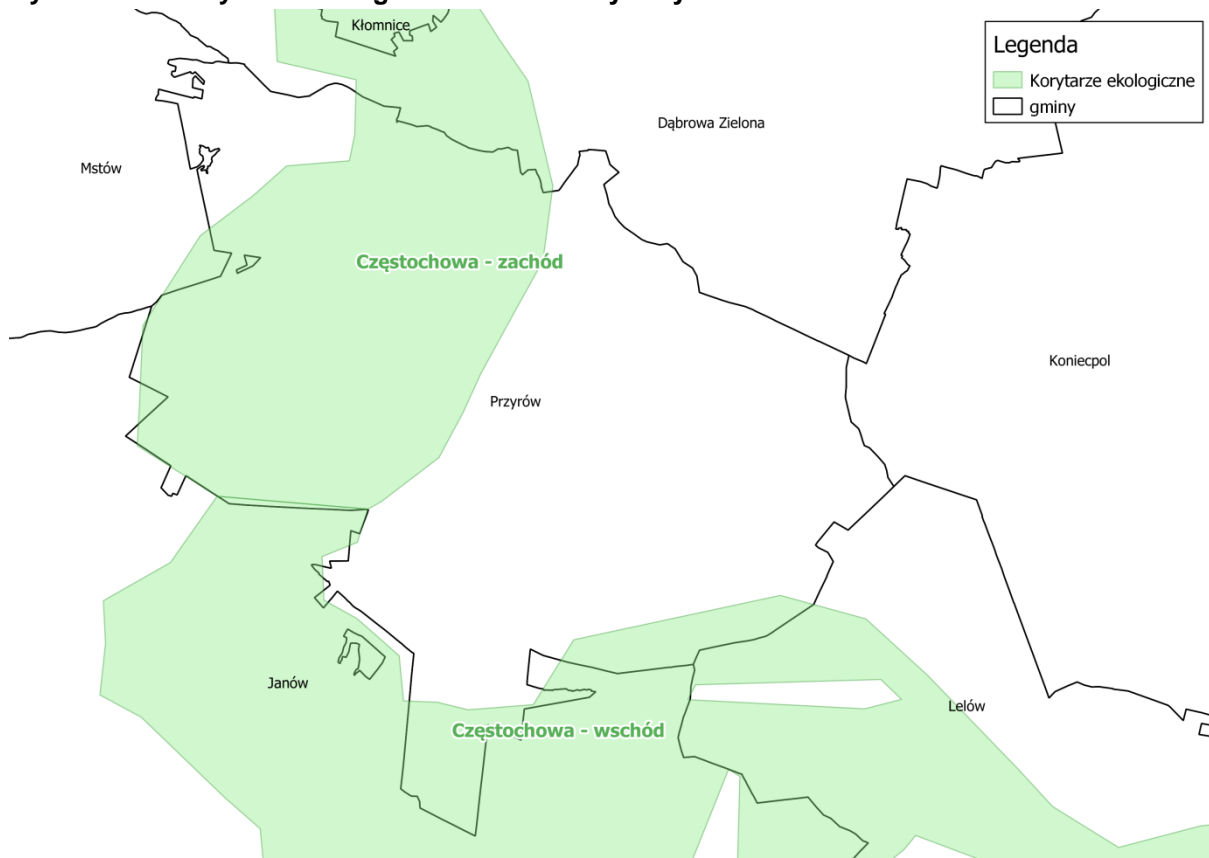 Kłomnice
Legenda
Korytarze ekologiczne
gminy
Dąbrowa Zielona
Mstów
Częstochowa - zachód
Koniecpol
Przyrów
Janów
Lelów
Częstochowa - wschód